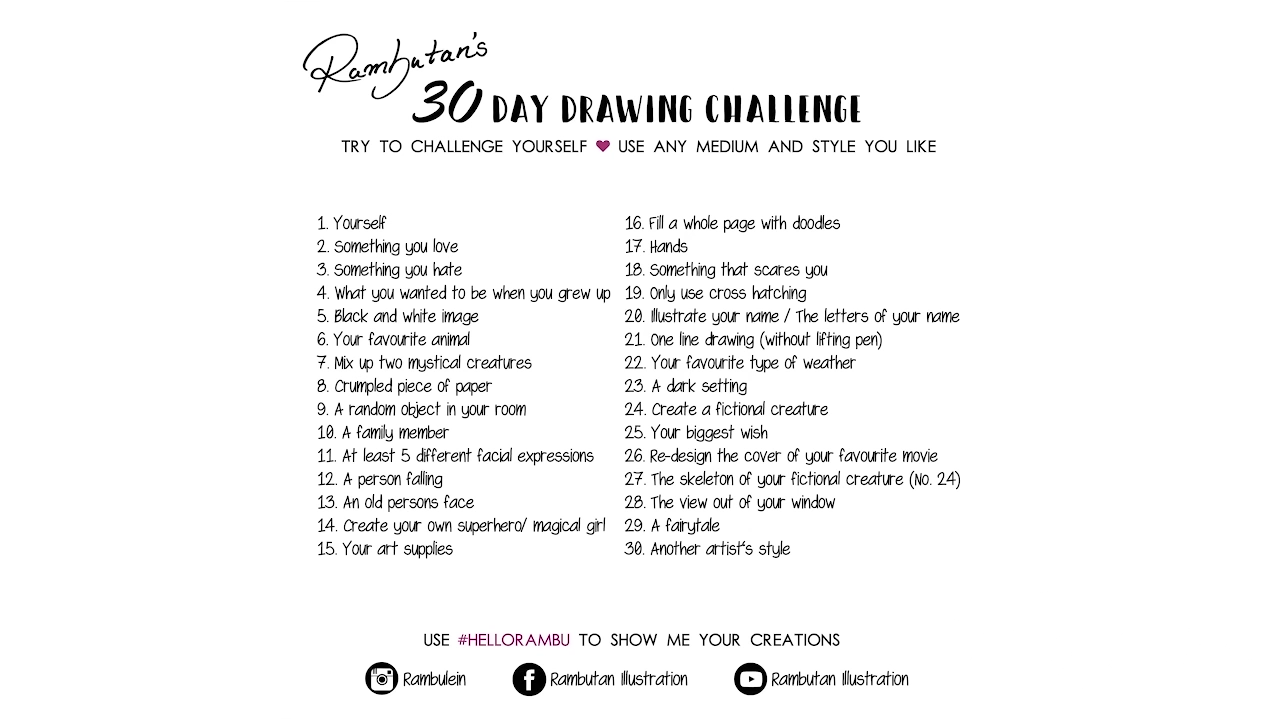 Rambutan's
30 DAY DRAWING CHALLENGE
TRY TO CHALLENGE YOURSELF ♥ USE ANY MEDIUM AND STYLE YOU LIKE
1. Yourself
2. Something you love
3. Something you hate
4. What you wanted to be when you grew up
5. Black and white image
6. Your favourite animal
7. Mix up two mystical creatures
8. Crumpled piece of paper
9. A random object in your room
10. A family member
11. At least 5 different facial expressions
12. A person falling
13. An old persons face
14. Create your own superhero/ magical girl
15. Your art supplies
16. Fill a whole page with doodles
17. Hands
18. Something that scares you
19. Only use cross hatching
20. Illustrate your name / The letters of your name
21. One line drawing (without lifting pen)
22. Your favourite type of weather
23. A dark setting
24. Create a fictional creature
25. Your biggest wish
26. Re-design the cover of your favourite movie
27. The skeleton of your fictional creature (No. 24)
28. The view out of your window
29. A fairytale
30. Another artist's style
USE #HELLORAMBU TO SHOW ME YOUR CREATIONS
Rambulein
Rambutan Illustration
Rambutan Illustration